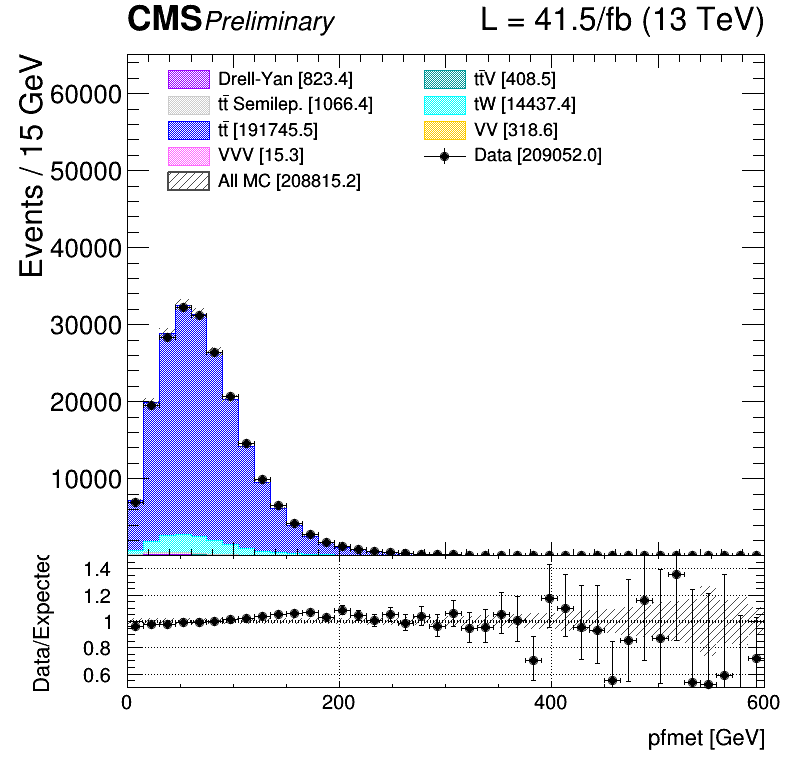 CMS Preliminary L = 41.5/fb (13 TeV)
Events / 15 GeV
60000
50000
40000
30000
20000
10000
Drell-Yan [823.4]
tt̄ Semilep. [1066.4]
tt̄ [191745.5]
VVV [15.3]
All MC [208815.2]
tt̄V [408.5]
tW [14437.4]
VV [318.6]
Data [209052.0]
Data/Expected
1.4
1.2
1
0.8
0.6
0 200 400 600
pfmet [GeV]